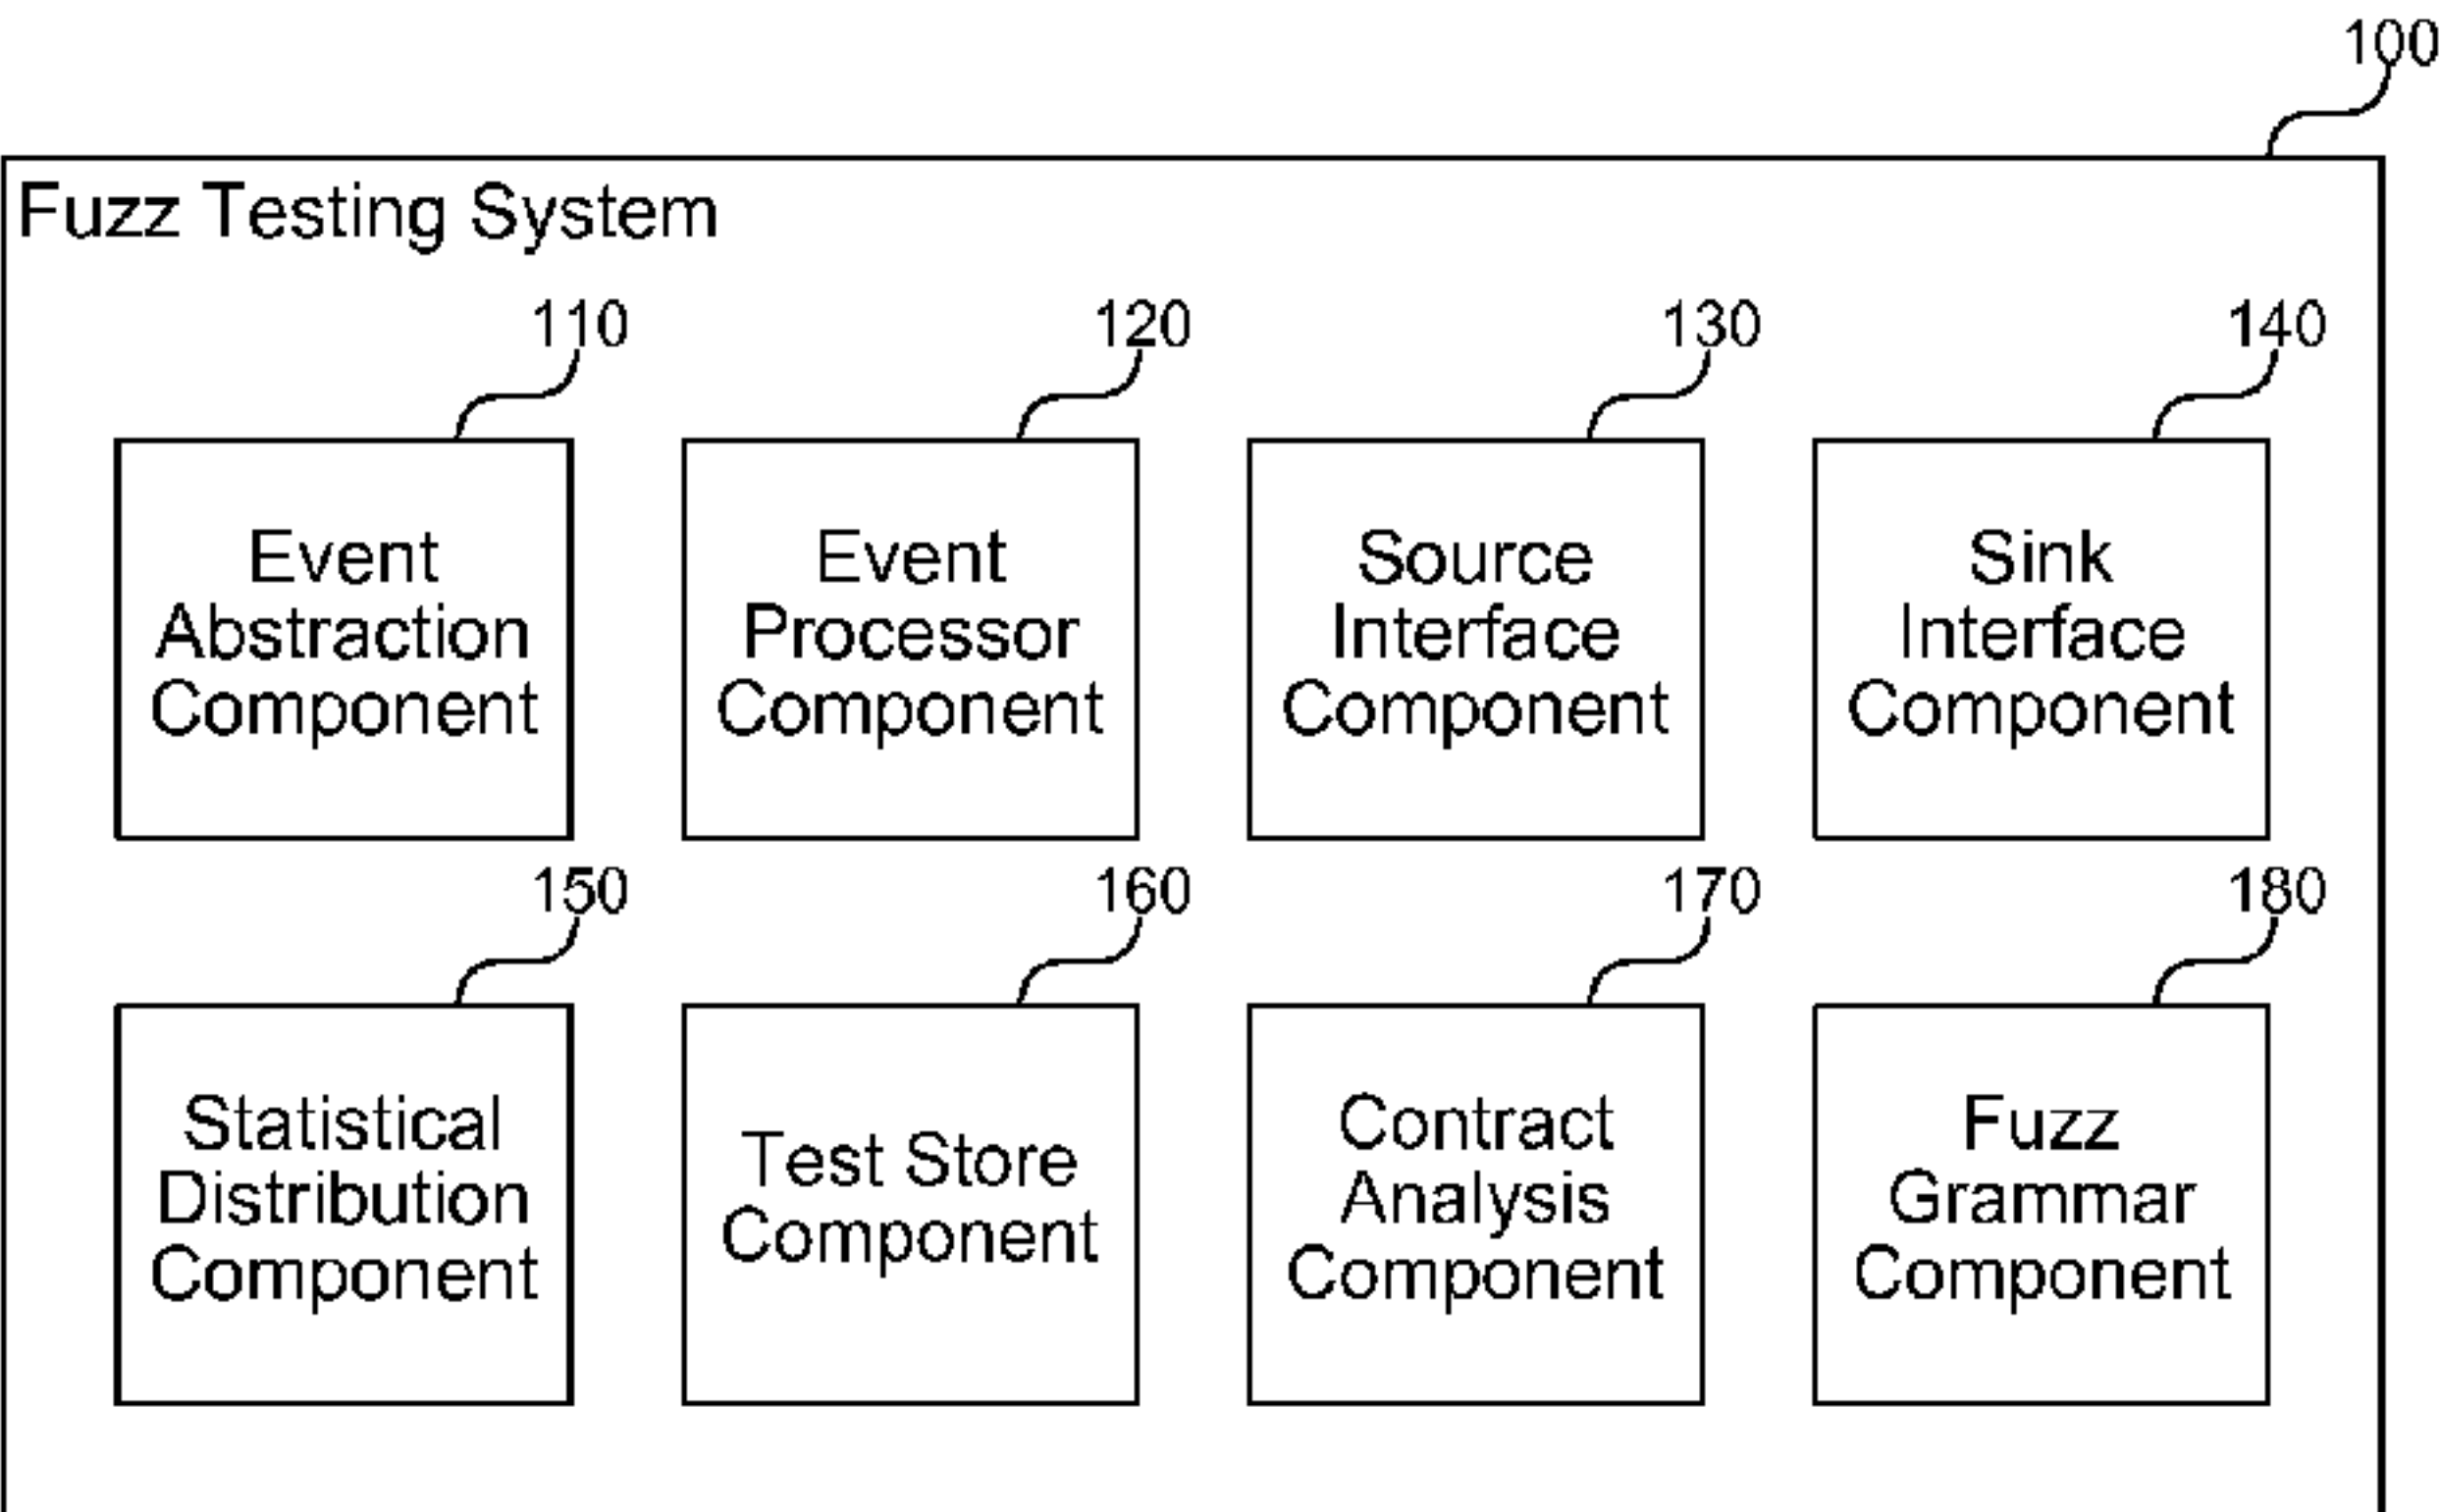 100
Fuzz Testing System
110
120
130
140
Event
Abstraction
Component
Event
Processor
Component
Source
Interface
Component
Sink
Interface
Component
150
160
170
180
Statistical
Distribution
Component
Test Store
Component
Contract
Analysis
Component
Fuzz
Grammar
Component